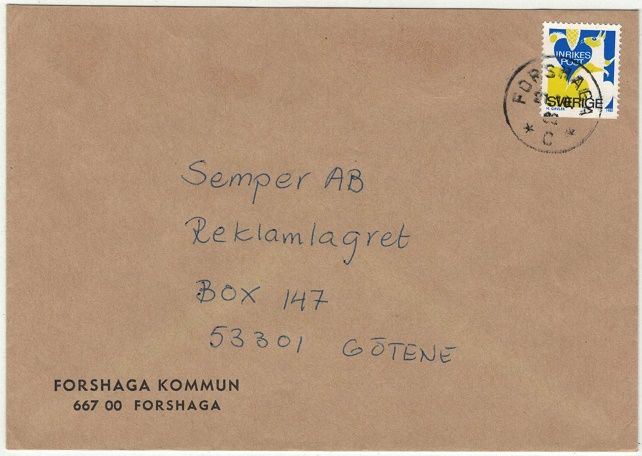 INRIKES
POST
SVERIGE
FORSHAGA
* C *
Semper AB
Reklamlagret
BOX 147
53301 GÖTENE
FORSHAGA KOMMUN
667 00 FORSHAGA